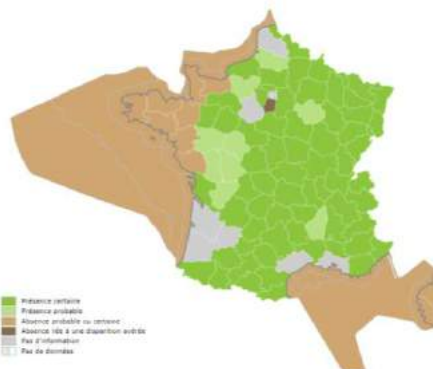 Présence certaine
Présence probable
Absence probable ou certaine
Absence liée à une disparition avérée
Pas d'information
Pas de données